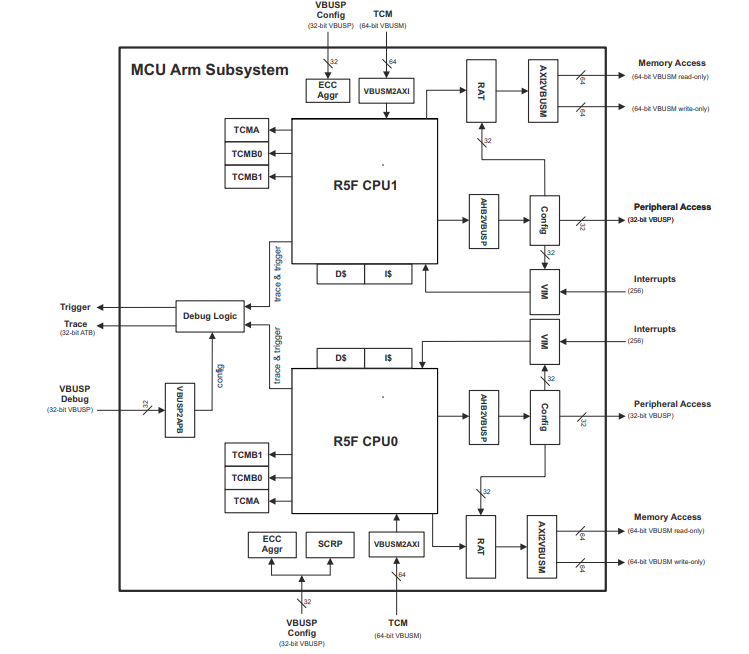 VBUSP
Config
(32-bit VBUSP)
TCM
(64-bit VBUSM)
MCU Arm Subsystem
32
64
ECC
Aggr
VBUSM2AXI
RAT
AXI2VBUSM
64
64
Memory Access
(64-bit VBUSM read-only)
(64-bit VBUSM write-only)
TCMA
TCMB0
TCMB1
R5F CPU1
32
AHB2VBUSP
Config
32
Peripheral Access
(32-bit VBUSP)
32
D$
I$
VIM
Interrupts
(256)
trace & trigger
Trigger
Trace
(32-bit ATB)
Debug Logic
trace & trigger
config
D$
I$
VIM
Interrupts
(256)
32
VBUSP
Debug
(32-bit VBUSP)
32
VBUSP2APB
R5F CPU0
AHB2VBUSP
Config
32
Peripheral Access
(32-bit VBUSP)
TCMB1
TCMB0
TCMA
32
ECC
Aggr
SCRP
VBUSM2AXI
RAT
AXI2VBUSM
64
64
Memory Access
(64-bit VBUSM read-only)
(64-bit VBUSM write-only)
32
64
VBUSP
Config
(32-bit VBUSP)
TCM
(64-bit VBUSM)